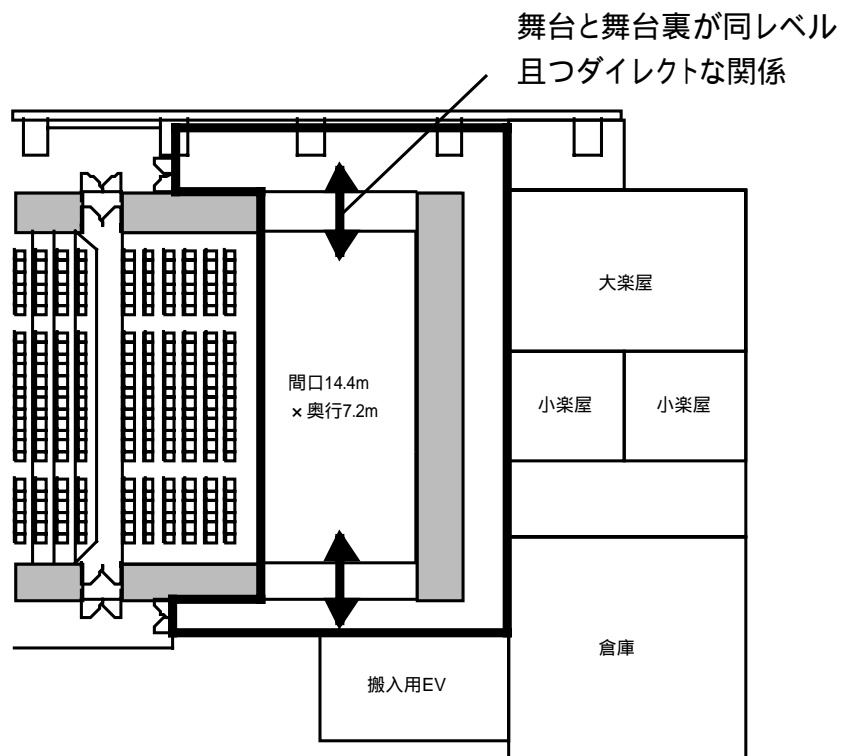 舞台と舞台裏が同レベル
且つダイレクトな関係
大楽屋
間口14.4m
×奥行7.2m
小楽屋
小楽屋
倉庫
搬入用EV